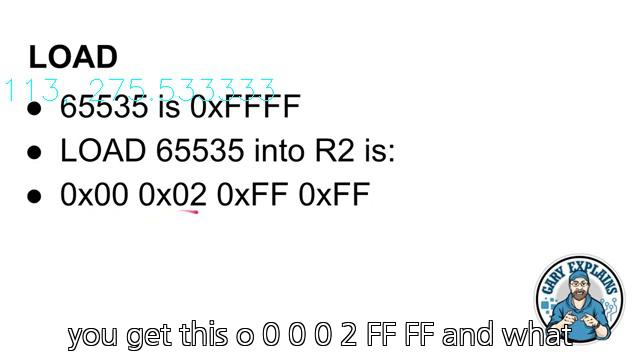 LOAD
113, 275.533333
● 65535 is 0xFFFF
● LOAD 65535 into R2 is:
● 0x00 0x02 0xFF 0xFF
GARY EXPLAINS
you get this o 0 0 0 2 FF FF and what